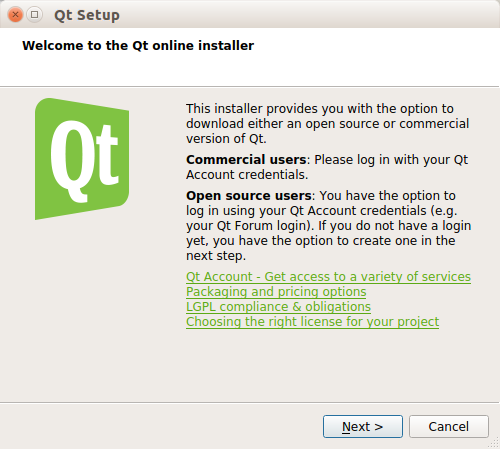 Qt Setup
Welcome to the Qt online installer
Qt
This installer provides you with the option to
download either an open source or commercial
version of Qt.
Commercial users: Please log in with your Qt
Account credentials.
Open source users: You have the option to
log in using your Qt Account credentials (e.g.
your Qt Forum login). If you do not have a login
yet, you have the option to create one in the
next step.
Qt Account - Get access to a variety of services
Packaging and pricing options
LGPL compliance & obligations
Choosing the right license for your project
Next >
Cancel